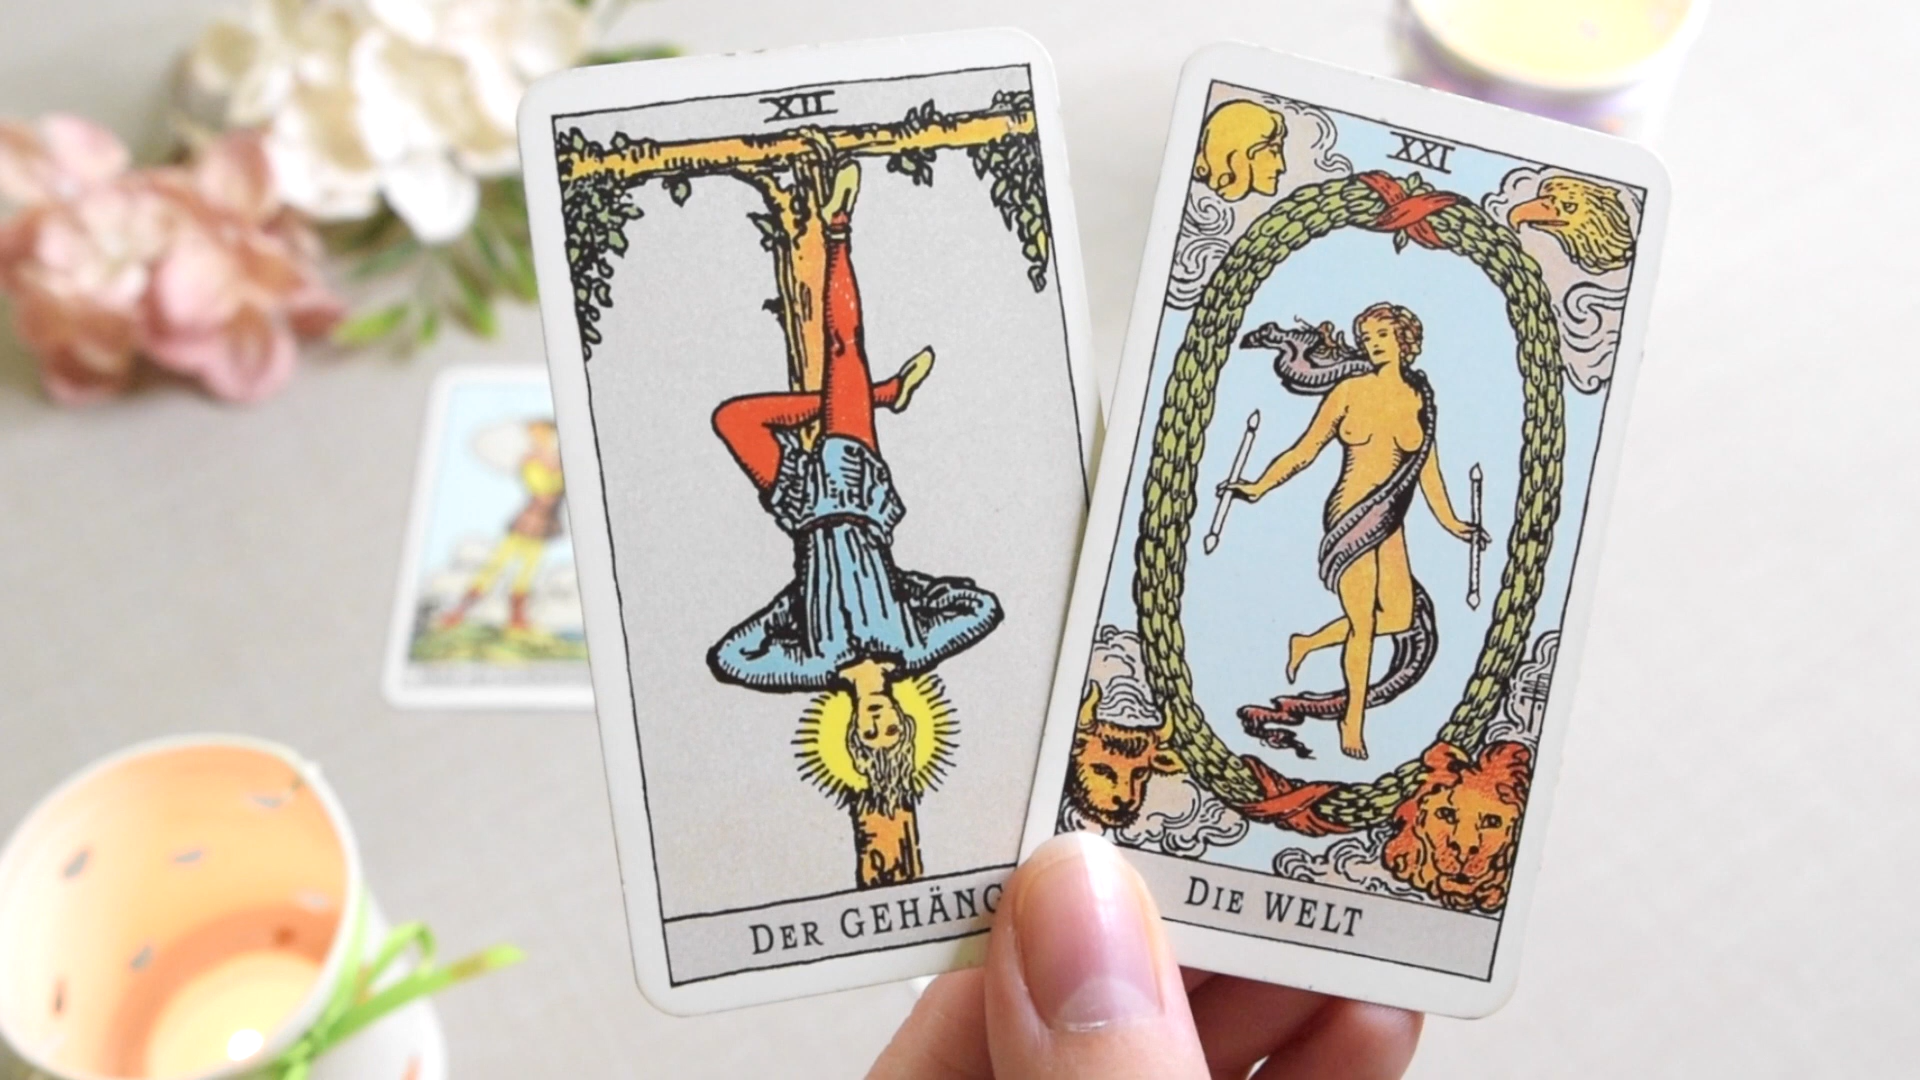 XII
DER GEHÄNG
XXI
DIE WELT